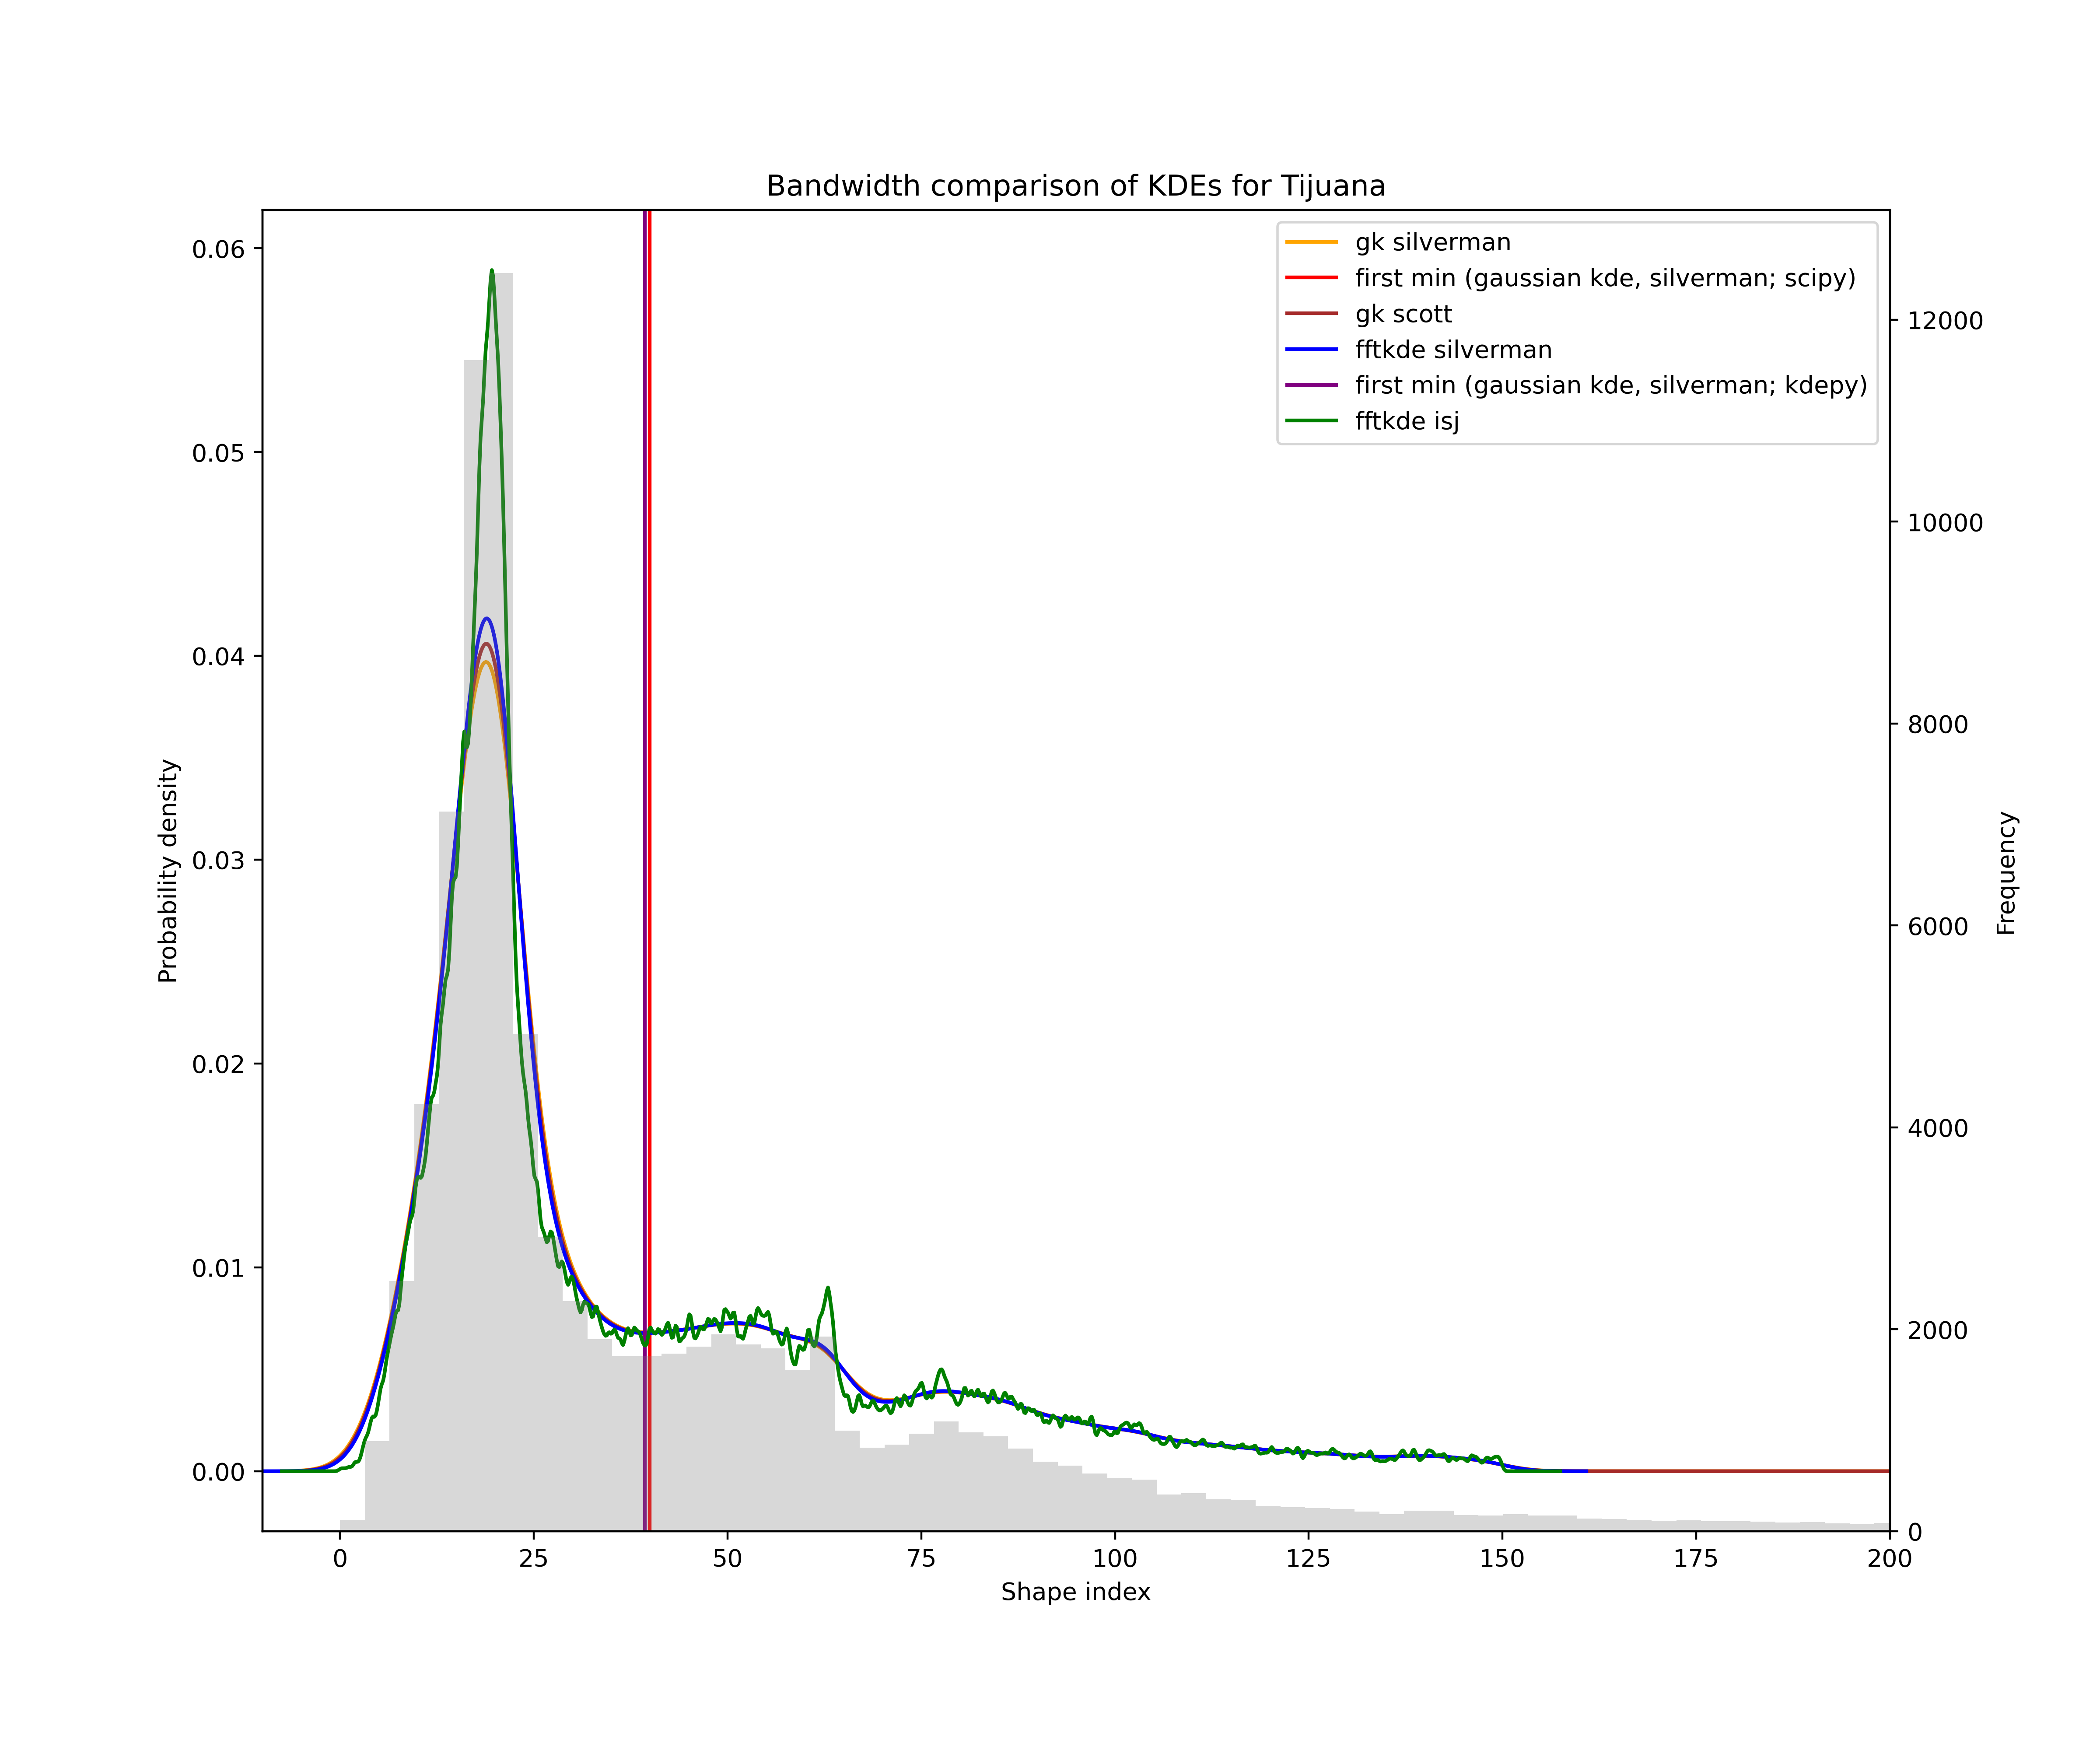 Bandwidth comparison of KDEs for Tijuana
gk silverman
first min (gaussian kde, silverman; scipy)
gk scott
fftkde silverman
first min (gaussian kde, silverman; kdepy)
fftkde isj
Probability density
0.06
0.05
0.04
0.03
0.02
0.01
0.00
12000
10000
8000
6000
4000
2000
0
Frequency
0 25 50 75 100 125 150 175 200
Shape index